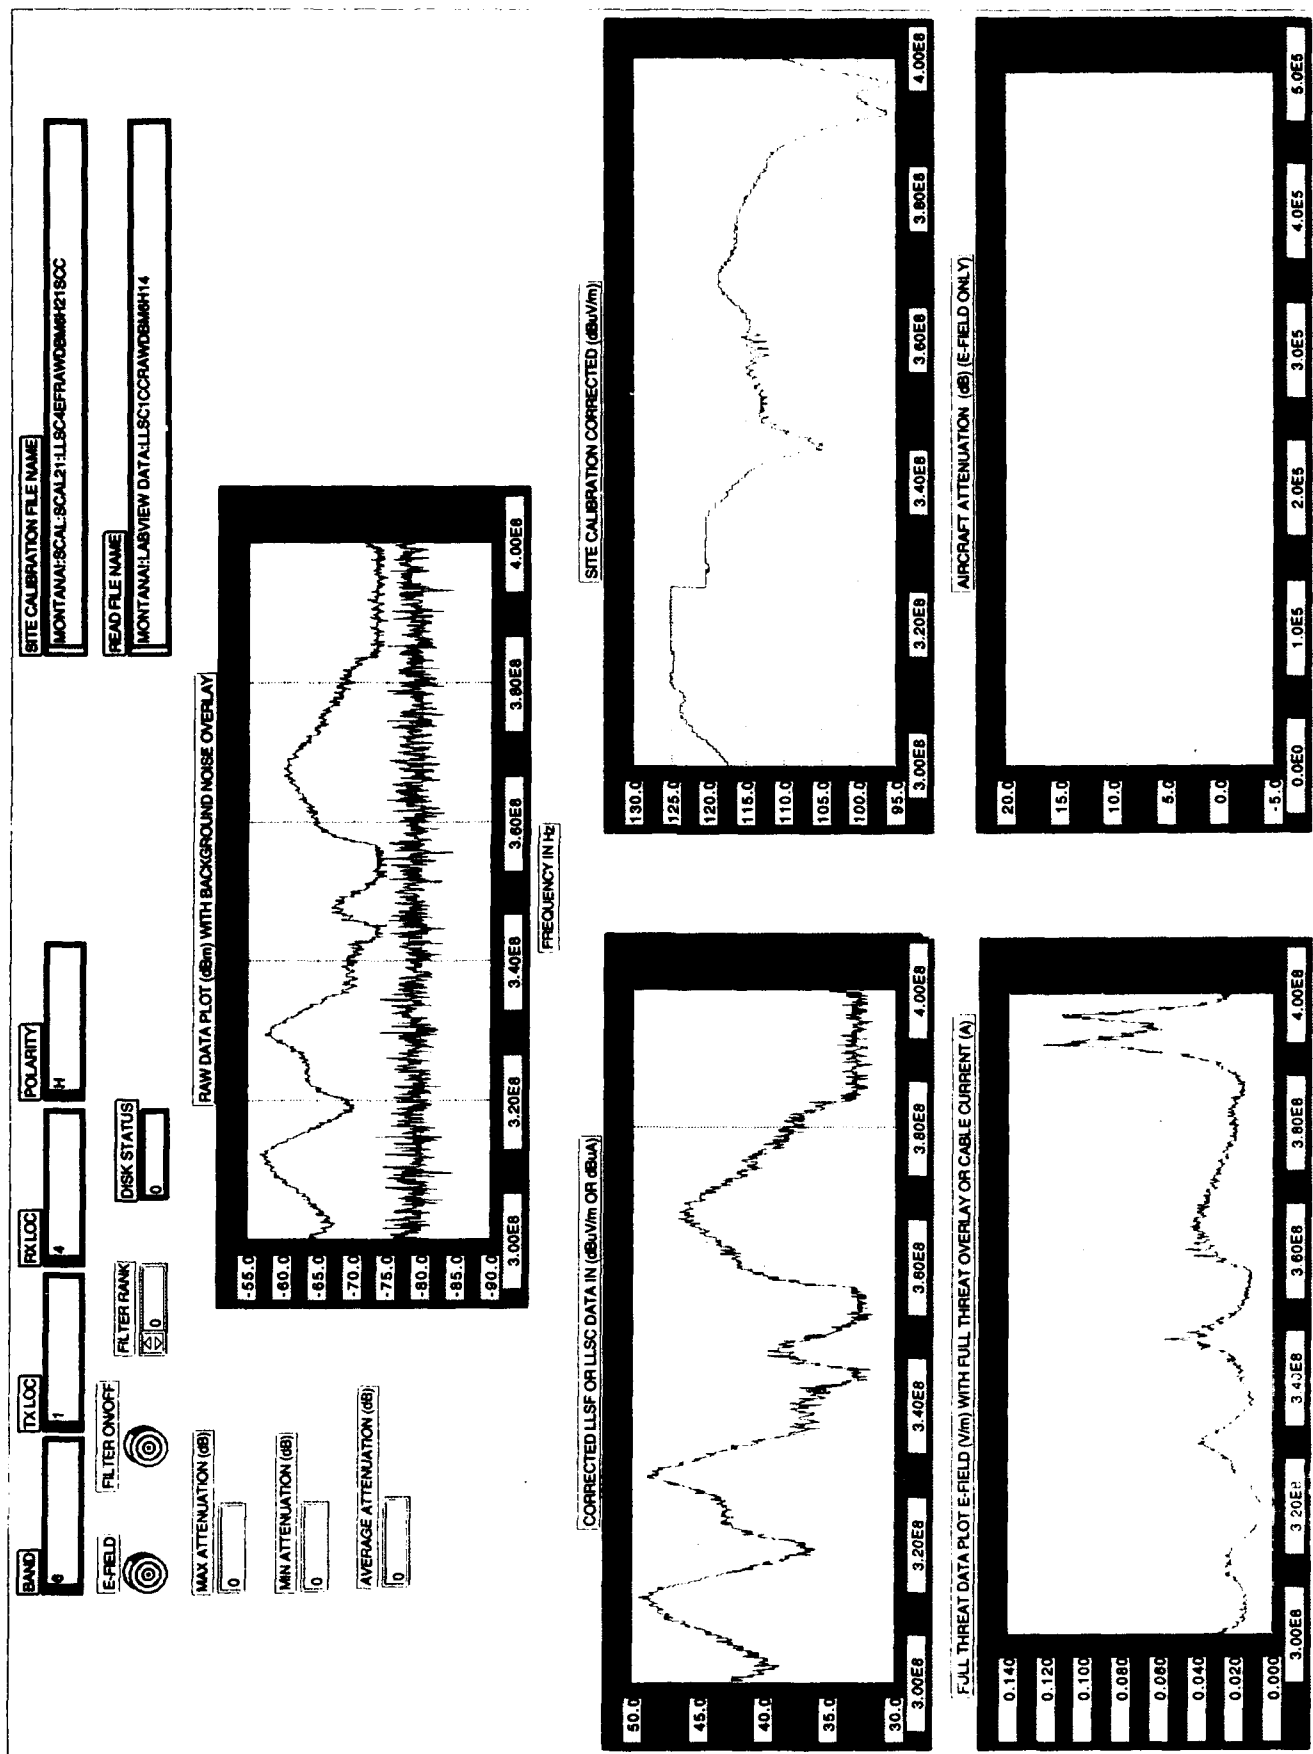 BAND
6
TX LOC
1
RX LOC
4
POLARITY
H
SITE CALIBRATION FILE NAME
MONTANAI:SCAL:SCAL21:LLSC4EFRAWDBM6H21SCC
E-FIELD
FILTER ON/OFF
FILTER RANK
0
DISK STATUS
0
READ FILE NAME
MONTANAI:LABVIEW DATA:LLSC1CCRAWDBM6H14
MAX ATTENUATION (dB)
0
MIN ATTENUATION (dB)
0
AVERAGE ATTENUATION (dB)
0
RAW DATA PLOT (dBm) WITH BACKGROUND NOISE OVERLAY
-55.0
-60.0
-65.0
-70.0
-75.0
-80.0
-85.0
-90.0
3.00E8 3.20E8 3.40E8 3.60E8 3.80E8 4.00E8
FREQUENCY IN Hz
CORRECTED LLSF OR LLSC DATA IN (dBuV/m OR dBuA)
50.0
45.0
40.0
35.0
30.0
3.00E8 3.20E8 3.40E8 3.60E8 3.80E8 4.00E8
SITE CALIBRATION CORRECTED (dBuV/m)
130.0
125.0
120.0
115.0
110.0
105.0
100.0
95.0
3.00E8 3.20E8 3.40E8 3.60E8 3.80E8 4.00E8
FULL THREAT DATA PLOT E-FIELD (V/m) WITH FULL THREAT OVERLAY OR CABLE CURRENT (A)
0.140
0.120
0.100
0.080
0.060
0.040
0.020
0.000
3.00E8 3.20E8 3.40E8 3.60E8 3.80E8 4.00E8
AIRCRAFT ATTENUATION (dB) (E-FIELD ONLY)
20.0
15.0
10.0
5.0
0.0
-5.0
0.0E0 1.0E5 2.0E5 3.0E5 4.0E5 5.0E5